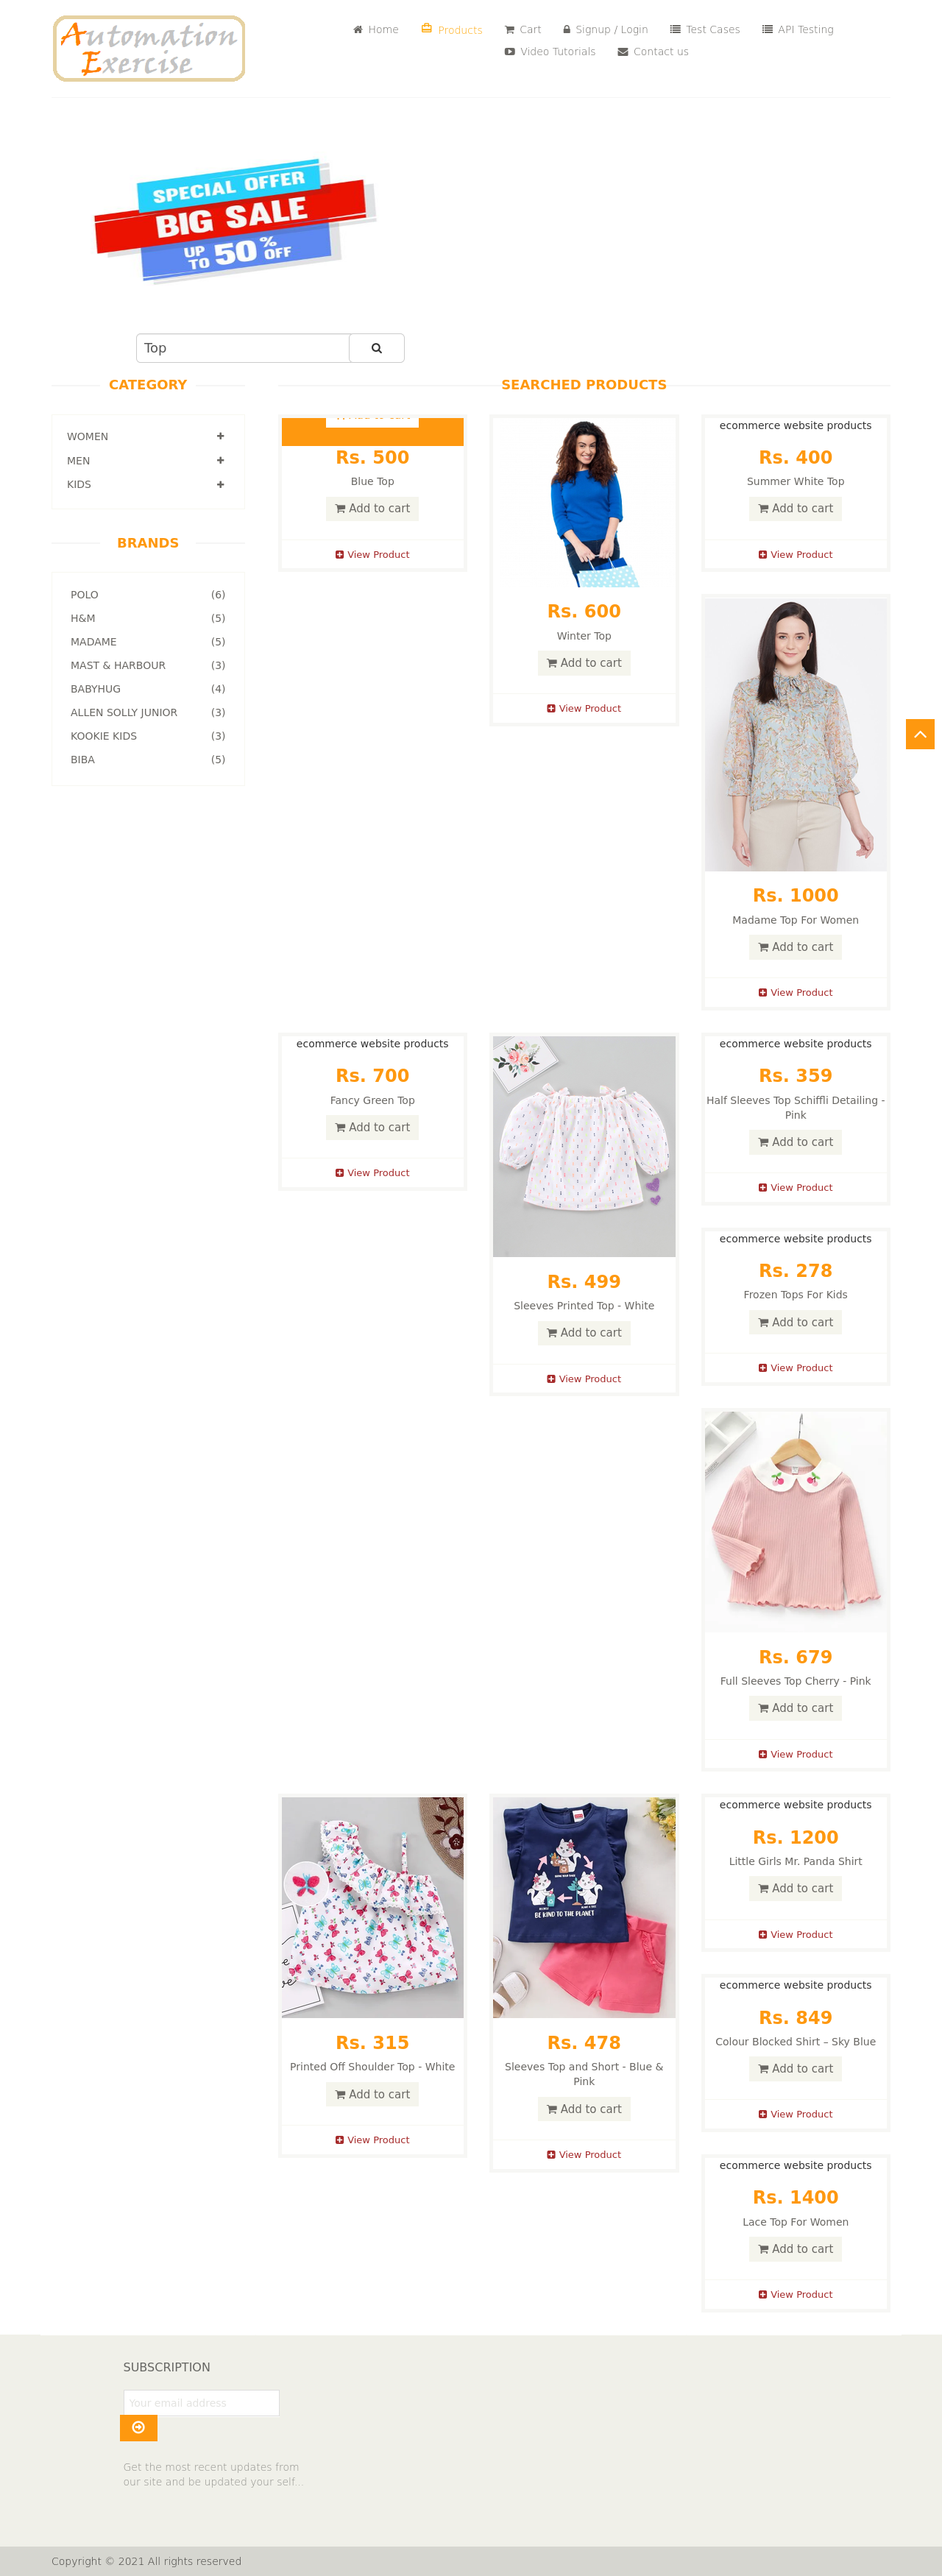 Automation
Exercise
Home
Products
Cart
Signup / Login
Test Cases
API Testing
Video Tutorials
Contact us
SPECIAL OFFER
BIG SALE
UP TO 50% OFF
Top
CATEGORY
WOMEN
MEN
KIDS
BRANDS
POLO (6)
H&M (5)
MADAME (5)
MAST & HARBOUR (3)
BABYHUG (4)
ALLEN SOLLY JUNIOR (3)
KOOKIE KIDS (3)
BIBA (5)
SEARCHED PRODUCTS
Rs. 500
Blue Top
Add to cart
View Product
Rs. 600
Winter Top
Add to cart
View Product
ecommerce website products
Rs. 400
Summer White Top
Add to cart
View Product
Rs. 1000
Madame Top For Women
Add to cart
View Product
ecommerce website products
Rs. 700
Fancy Green Top
Add to cart
View Product
Rs. 499
Sleeves Printed Top - White
Add to cart
View Product
ecommerce website products
Rs. 359
Half Sleeves Top Schiffli Detailing -
Pink
Add to cart
View Product
ecommerce website products
Rs. 278
Frozen Tops For Kids
Add to cart
View Product
Rs. 679
Full Sleeves Top Cherry - Pink
Add to cart
View Product
Rs. 315
Printed Off Shoulder Top - White
Add to cart
View Product
BE KIND TO THE PLANET
Rs. 478
Sleeves Top and Short - Blue &
Pink
Add to cart
View Product
ecommerce website products
Rs. 1200
Little Girls Mr. Panda Shirt
Add to cart
View Product
ecommerce website products
Rs. 849
Colour Blocked Shirt – Sky Blue
Add to cart
View Product
ecommerce website products
Rs. 1400
Lace Top For Women
Add to cart
View Product
SUBSCRIPTION
Your email address
Get the most recent updates from
our site and be updated your self...
Copyright © 2021 All rights reserved